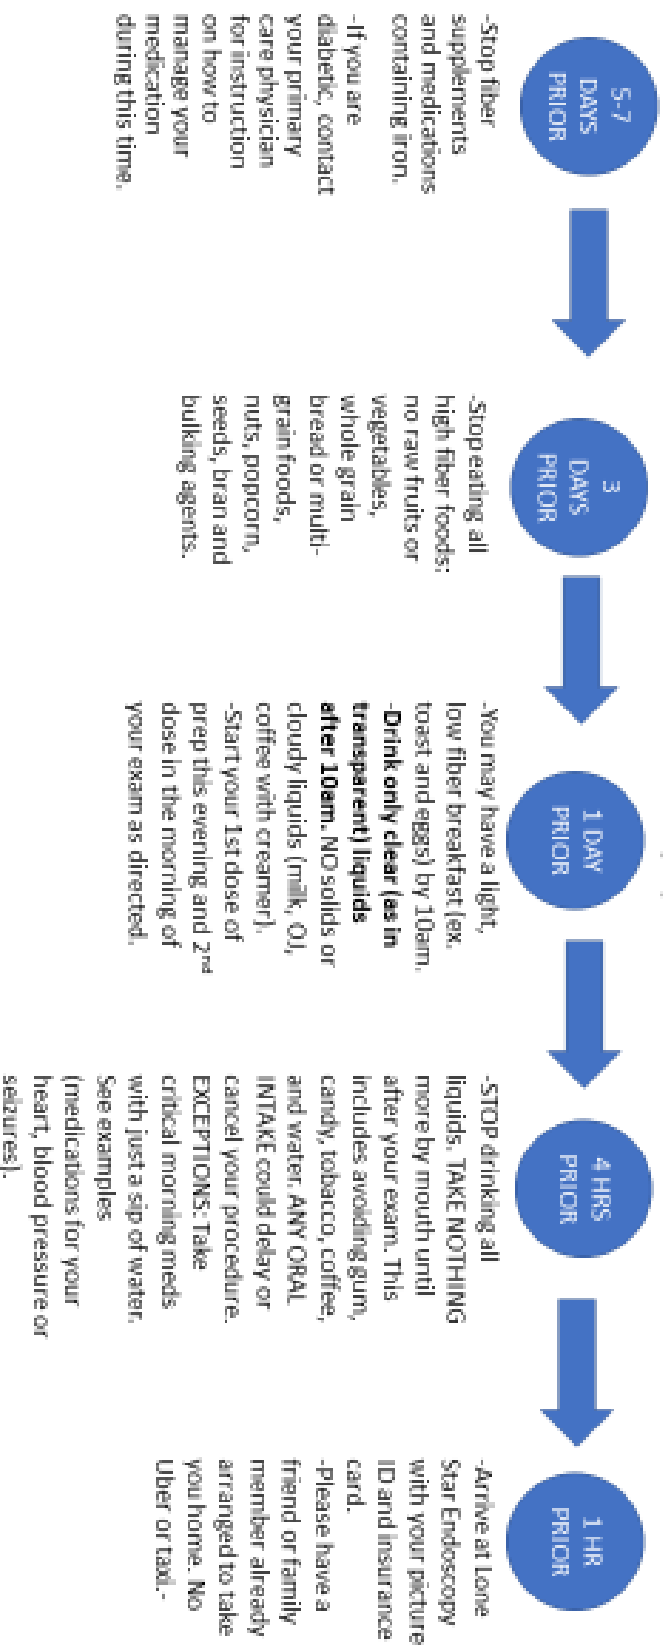 5-7
DAYS
PRIOR
-Stop fiber
supplements
and medications
containing iron.
-If you are
diabetic, contact
your primary
care physician
for instruction
on how to
manage your
medication
during this time.
3
DAYS
PRIOR
-Stop eating all
high fiber foods:
no raw fruits or
vegetables,
whole grain
bread or multi-
grain foods,
nuts, popcorn,
seeds, bran and
bulking agents.
1 DAY
PRIOR
-You may have a light,
low fiber breakfast (ex.
toast and eggs) by 10am.
-Drink only clear (as in
transparent) liquids
after 10am. NO solids or
cloudy liquids (milk, OJ,
coffee with creamer).
-Start your 1st dose of
prep this evening and 2nd
dose in the morning of
your exam as directed.
4 HRS
PRIOR
-STOP drinking all
liquids. TAKE NOTHING
more by mouth until
after your exam. This
includes avoiding gum,
candy, tobacco, coffee,
and water. ANY ORAL
INTAKE could delay or
cancel your procedure.
EXCEPTIONS: Take
critical morning meds
with just a sip of water.
See examples
(medications for your
heart, blood pressure or
seizures).
1 HR
PRIOR
-Arrive at Lone
Star Endoscopy
with your picture
ID and insurance
card.
-Please have a
friend or family
member already
arranged to take
you home. No
Uber or taxi.-